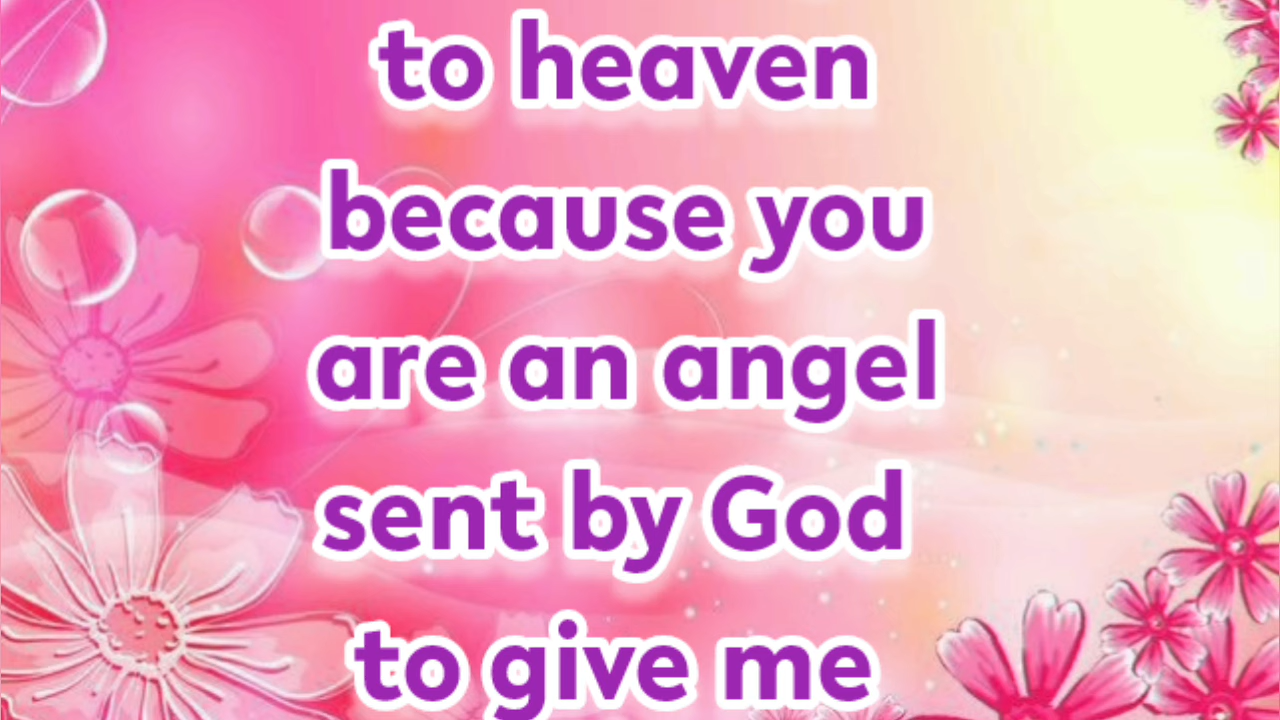 to heaven
because you
are an angel
sent by God
to give me